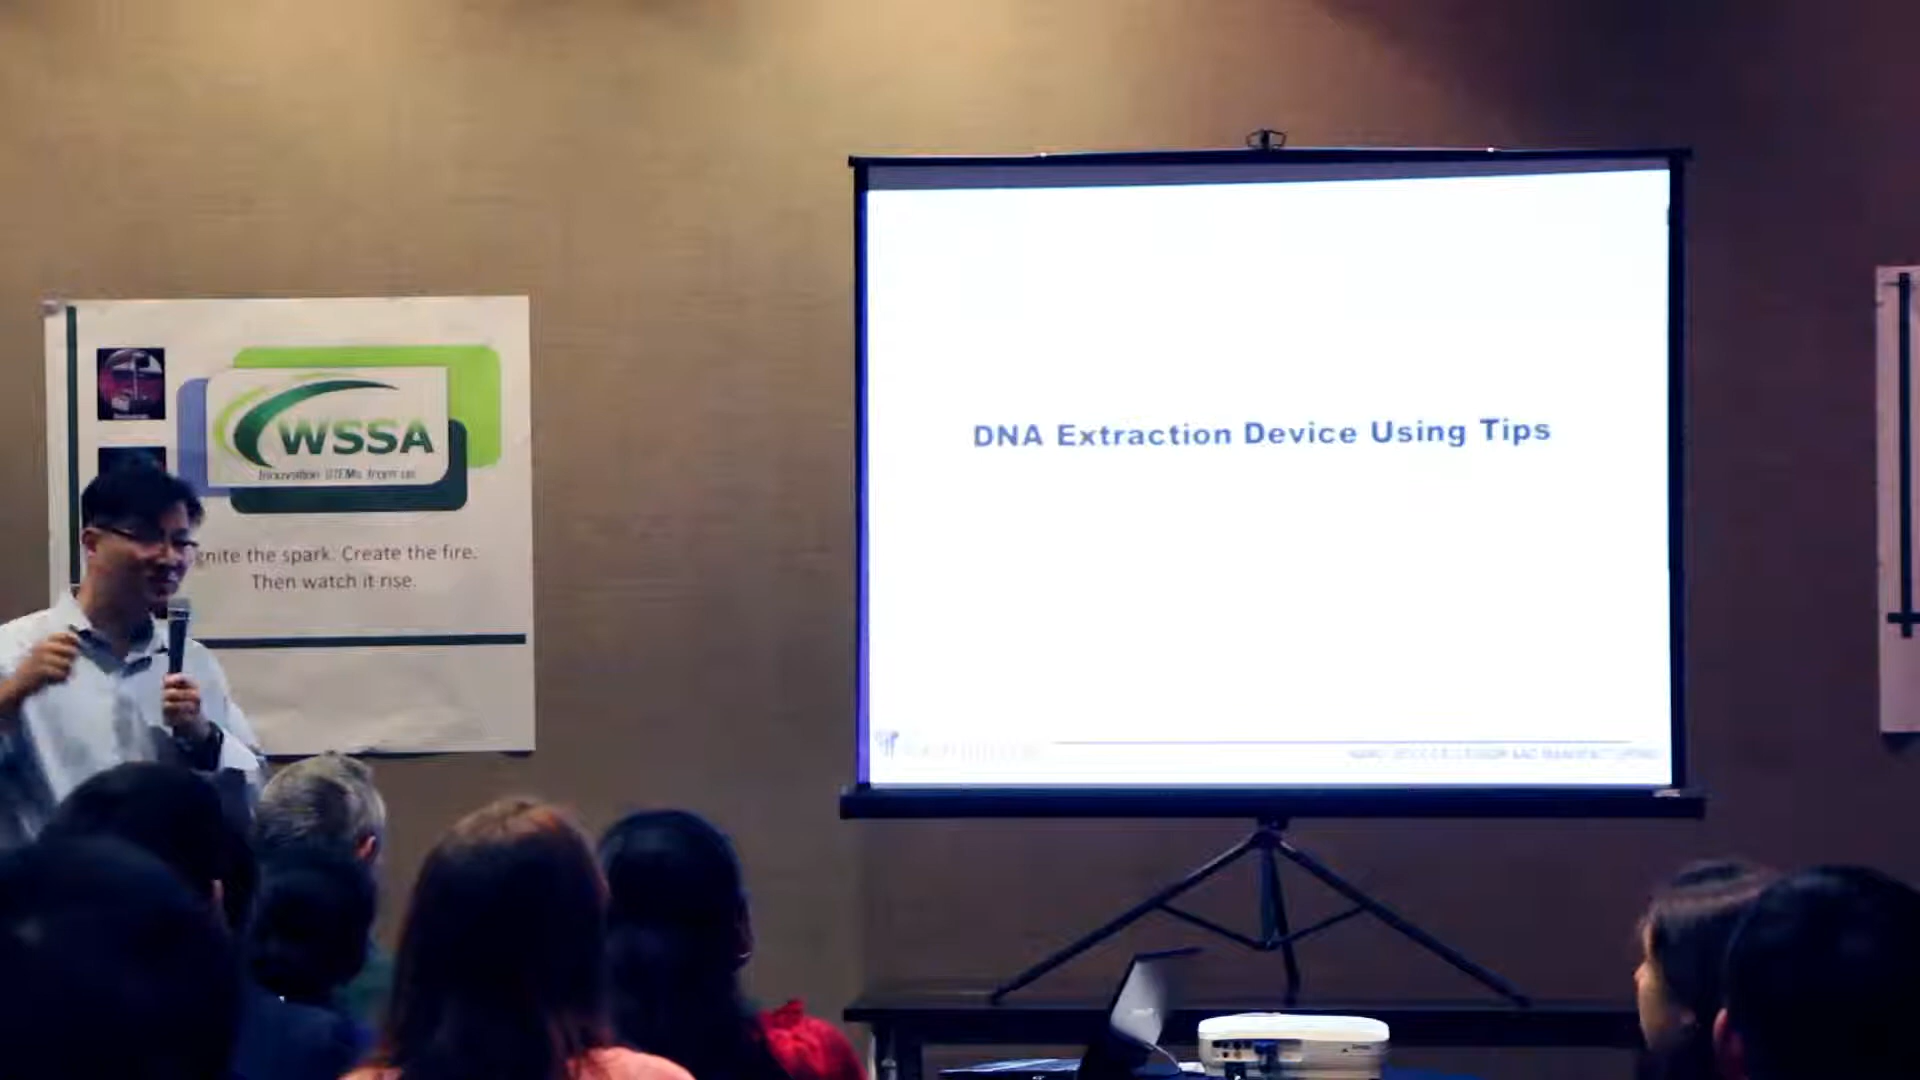 WSSA
Innovation STEMs from us
gnite the spark. Create the fire.
Then watch it rise.
DNA Extraction Device Using Tips